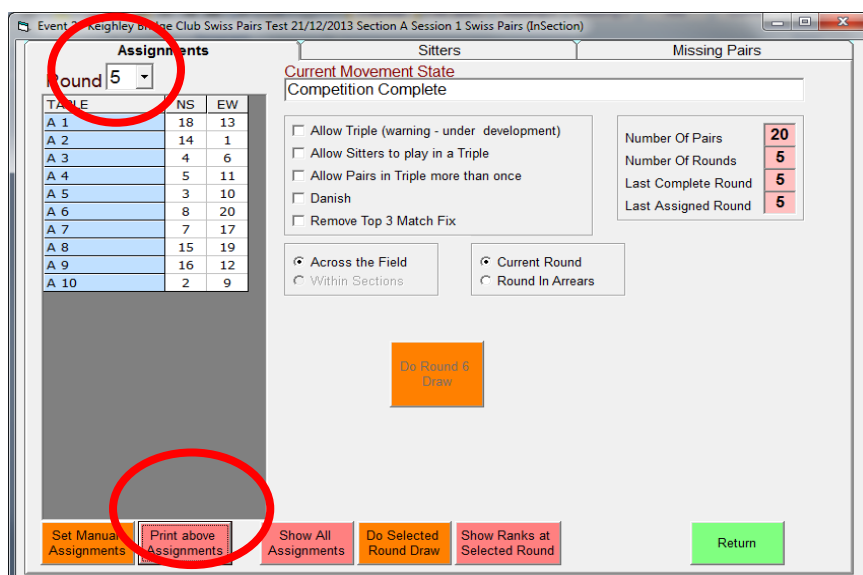 Event 2 Keighley Bridge Club Swiss Pairs Test 21/12/2013 Section A Session 1 Swiss Pairs (InSection)
Assignments Sitters Missing Pairs
Round 5
Current Movement State
Competition Complete
TABLE NS EW
A 1 18 13
A 2 14 1
A 3 4 6
A 4 5 11
A 5 3 10
A 6 8 20
A 7 7 17
A 8 15 19
A 9 16 12
A 10 2 9
Allow Triple (warning - under development)
Allow Sitters to play in a Triple
Allow Pairs in Triple more than once
Danish
Remove Top 3 Match Fix
Number Of Pairs 20
Number Of Rounds 5
Last Complete Round 5
Last Assigned Round 5
Across the Field
Within Sections
Current Round
Round In Arrears
Do Round 6
Draw
Set Manual
Assignments
Print above
Assignments
Show All
Assignments
Do Selected
Round Draw
Show Ranks at
Selected Round
Return